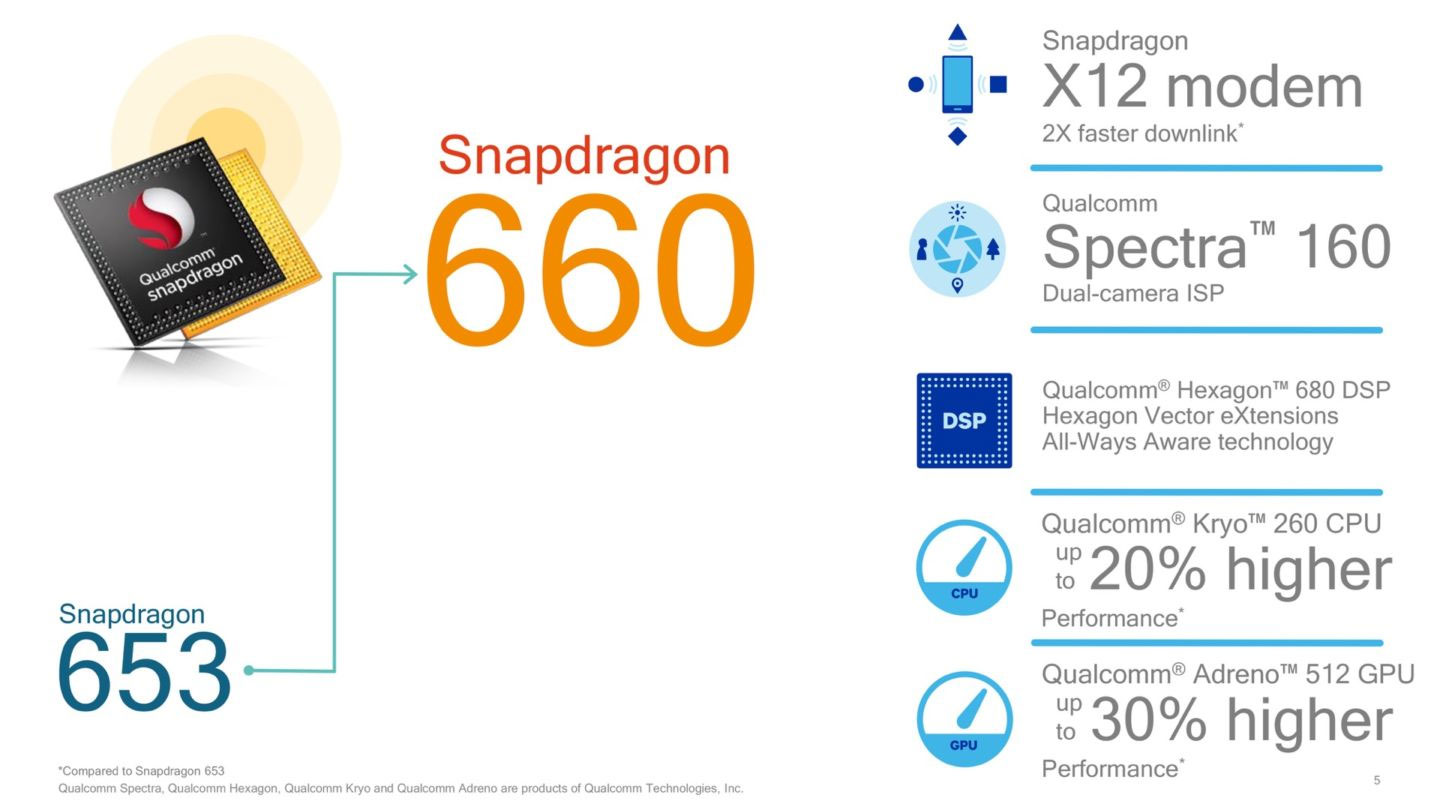 Snapdragon
X12 modem
2X faster downlink*
Qualcomm™
snapdragon
Snapdragon
660
Qualcomm
Spectra™ 160
Dual-camera ISP
DSP
Qualcomm® Hexagon™ 680 DSP
Hexagon Vector eXtensions
All-Ways Aware technology
Qualcomm® Kryo™ 260 CPU
up
to 20% higher
Performance*
CPU
Snapdragon
653
Qualcomm® Adreno™ 512 GPU
up
to 30% higher
Performance*
GPU
*Compared to Snapdragon 653
Qualcomm Spectra, Qualcomm Hexagon, Qualcomm Kryo and Qualcomm Adreno are products of Qualcomm Technologies, Inc.
5